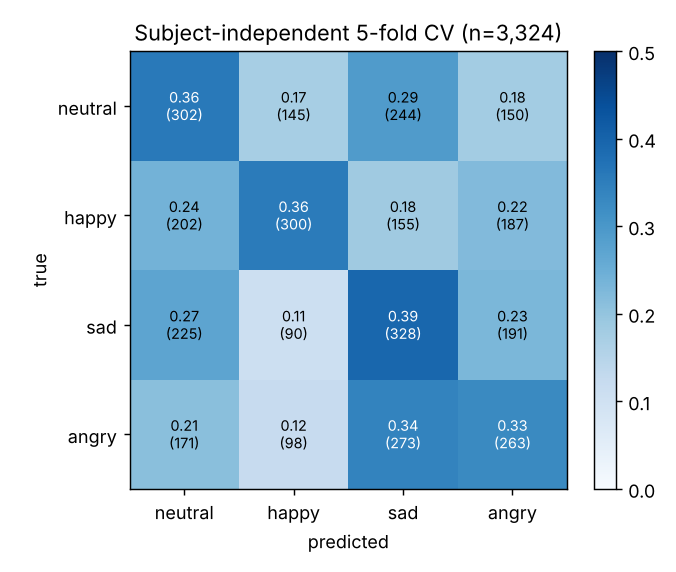 Subject-independent 5-fold CV (n=3,324)
0.5
0.4
0.3
0.2
0.1
0.0
true
neutral
0.36 0.17 0.29 0.18
(302) (145) (244) (150)
happy
0.24 0.36 0.18 0.22
(202) (300) (155) (187)
sad
0.27 0.11 0.39 0.23
(225) (90) (328) (191)
angry
0.21 0.12 0.34 0.33
(171) (98) (273) (263)
neutral happy sad angry
predicted